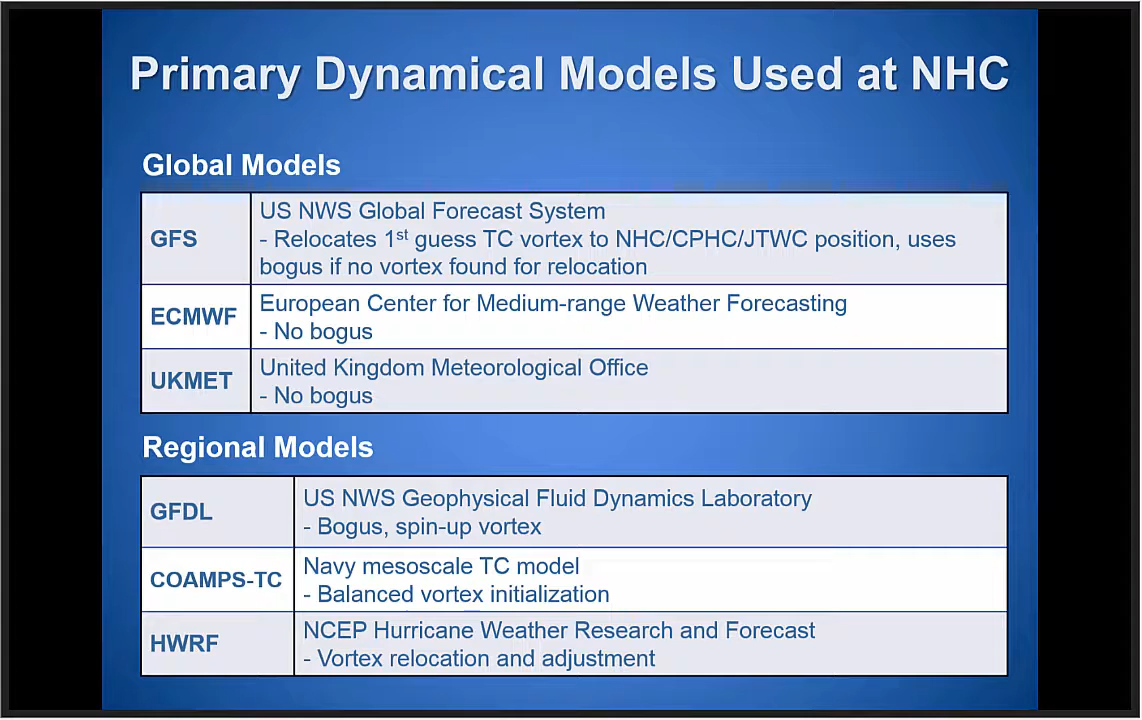 Primary Dynamical Models Used at NHC
Global Models
GFS
US NWS Global Forecast System
- Relocates 1st guess TC vortex to NHC/CPHC/JTWC position, uses
bogus if no vortex found for relocation
ECMWF
European Center for Medium-range Weather Forecasting
- No bogus
UKMET
United Kingdom Meteorological Office
- No bogus
Regional Models
GFDL
US NWS Geophysical Fluid Dynamics Laboratory
- Bogus, spin-up vortex
COAMPS-TC
Navy mesoscale TC model
- Balanced vortex initialization
HWRF
NCEP Hurricane Weather Research and Forecast
- Vortex relocation and adjustment